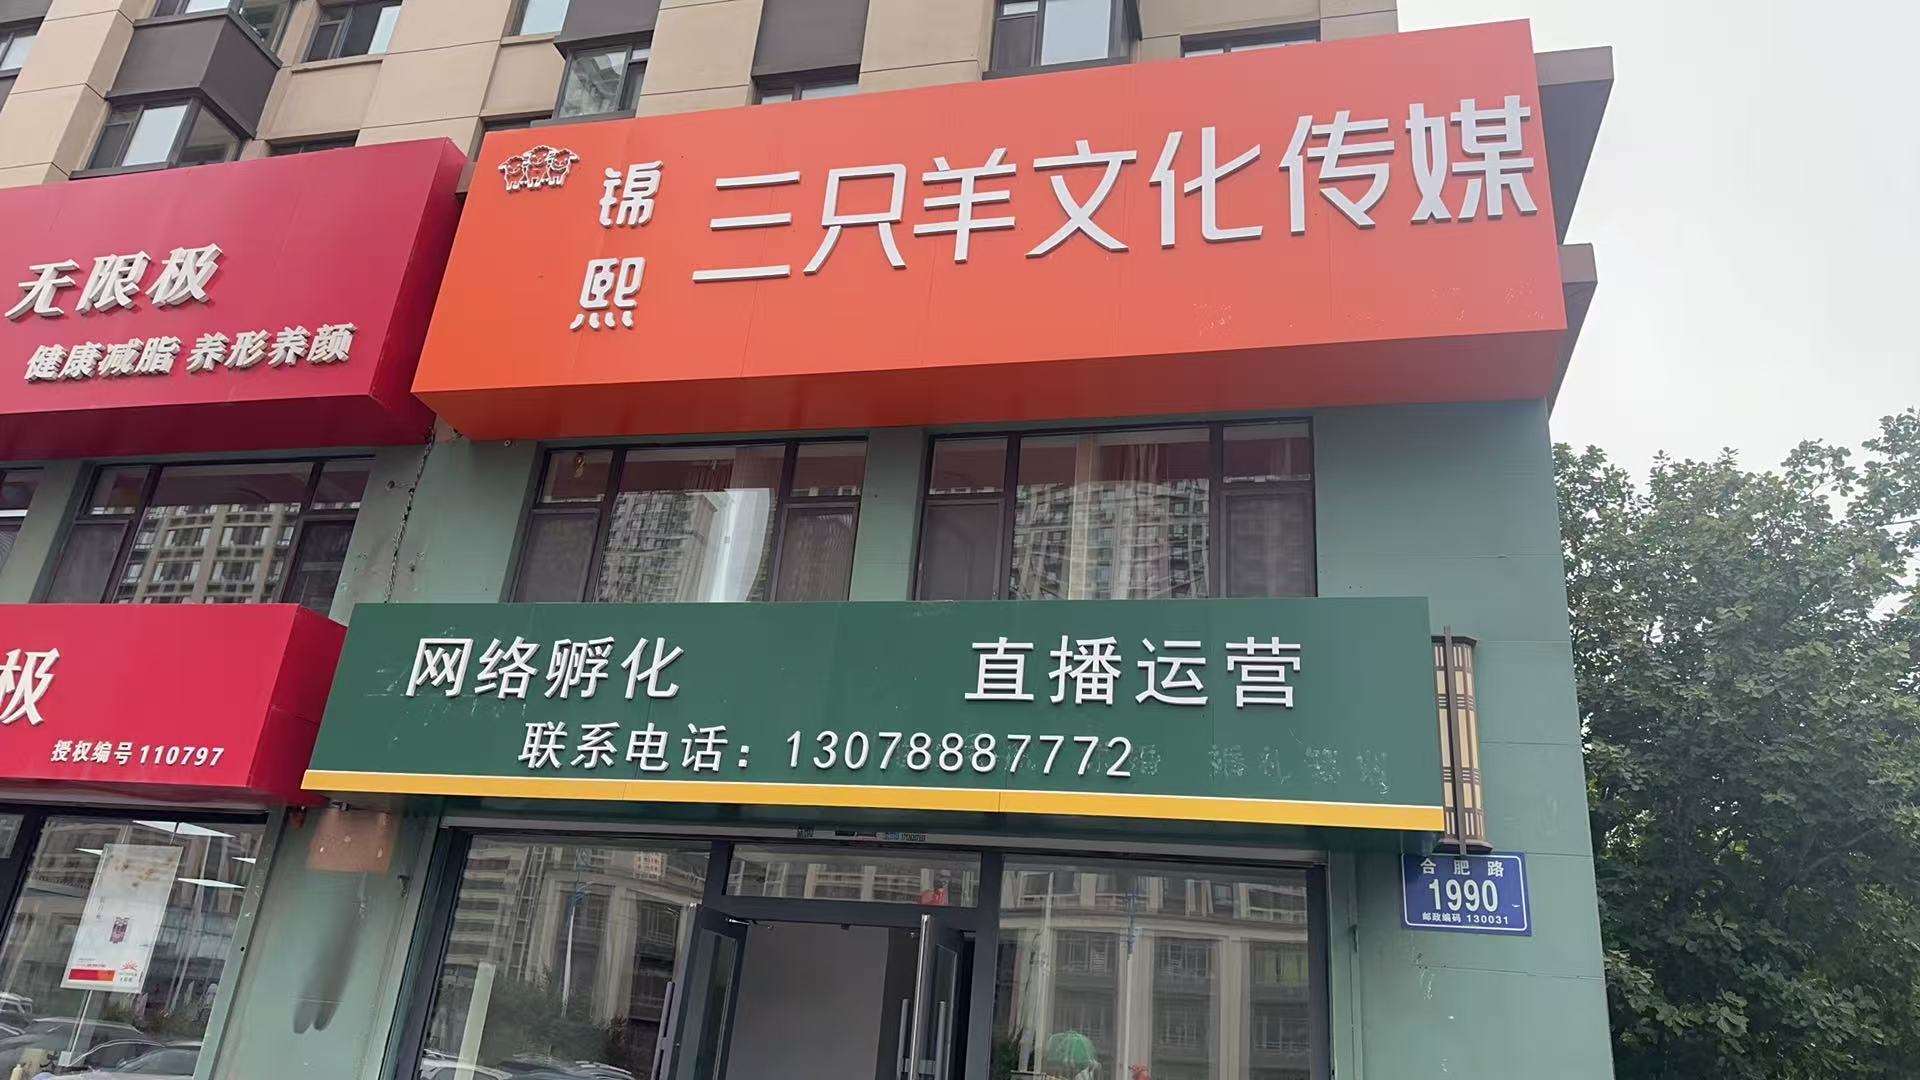 锦熙
三只羊文化传媒
无限极
健康减脂 养形养颜
网络孵化 直播运营
联系电话：13078887772
极
授权编号110797
合肥路
1990
邮政编码 130031